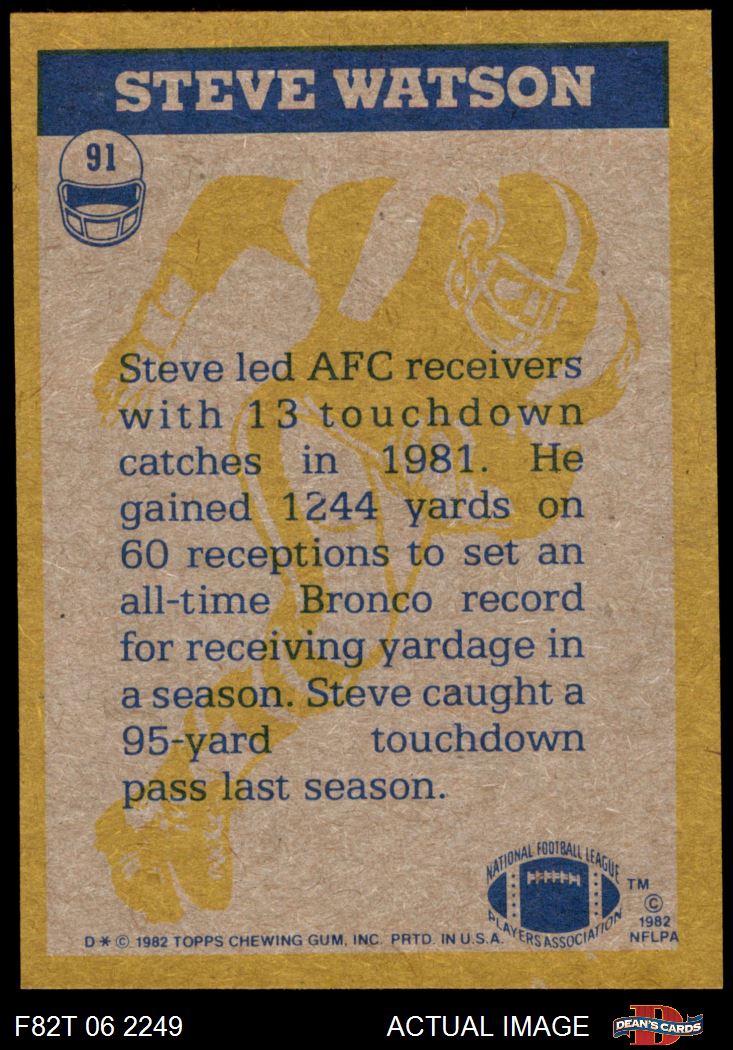 STEVE WATSON
91
Steve led AFC receivers
with 13 touchdown
catches in 1981. He
gained 1244 yards on
60 receptions to set an
all-time Bronco record
for receiving yardage in
a season. Steve caught a
95-yard touchdown
pass last season.
NATIONAL FOOTBALL LEAGUE
PLAYERS ASSOCIATION
TM
©
1982
NFLPA
D * © 1982 TOPPS CHEWING GUM, INC. PRTD. IN U.S.A.
F82T 06 2249 ACTUAL IMAGE
D
DEAN'S CARDS